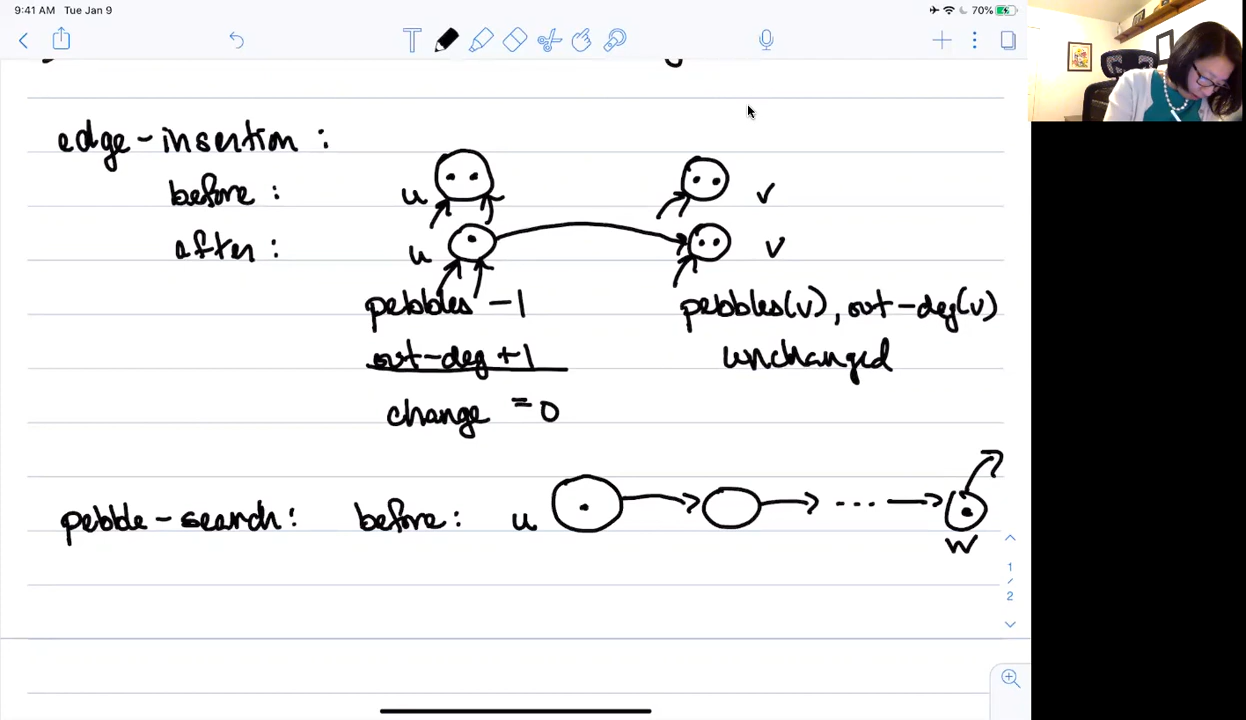 9:41 AM Tue Jan 9
70%
edge-insertion :
before : u v
after : u v
pebbles -1 pebbles(v), out-deg(v)
out-deg +1 unchanged
change = 0
pebble-search: before : u ... w
1
/
2